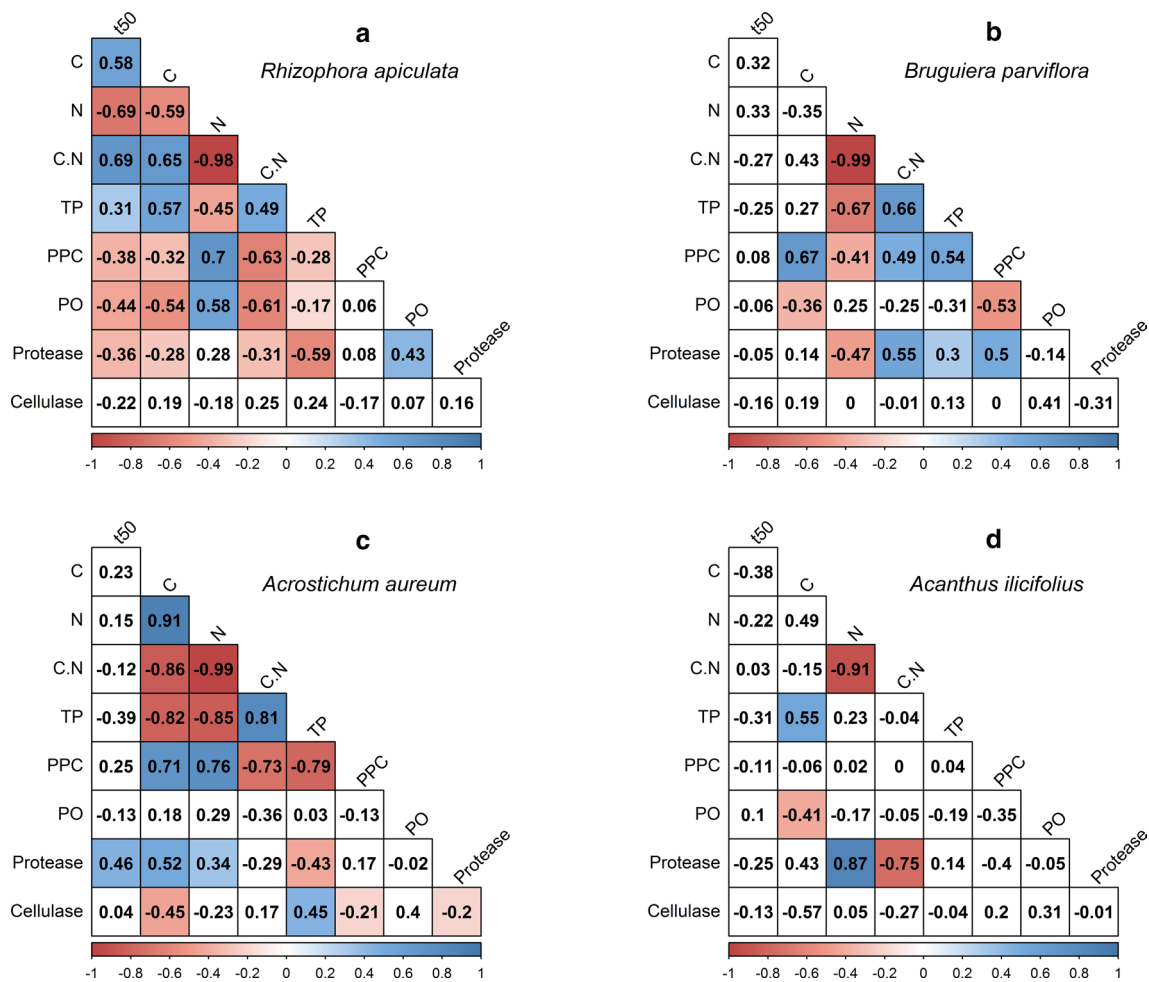 a
Rhizophora apiculata
t50
C 0.58 C
N -0.69 -0.59 N
C.N 0.69 0.65 -0.98 C.N
TP 0.31 0.57 -0.45 0.49 TP
PPC -0.38 -0.32 0.7 -0.63 -0.28 PPC
PO -0.44 -0.54 0.58 -0.61 -0.17 0.06 PO
Protease -0.36 -0.28 0.28 -0.31 -0.59 0.08 0.43 Protease
Cellulase -0.22 0.19 -0.18 0.25 0.24 -0.17 0.07 0.16
-1 -0.8 -0.6 -0.4 -0.2 0 0.2 0.4 0.6 0.8 1
b
Bruguiera parviflora
t50
C 0.32 C
N 0.33 -0.35 N
C.N -0.27 0.43 -0.99 C.N
TP -0.25 0.27 -0.67 0.66 TP
PPC 0.08 0.67 -0.41 0.49 0.54 PPC
PO -0.06 -0.36 0.25 -0.25 -0.31 -0.53 PO
Protease -0.05 0.14 -0.47 0.55 0.3 0.5 -0.14 Protease
Cellulase -0.16 0.19 0 -0.01 0.13 0 0.41 -0.31
-1 -0.8 -0.6 -0.4 -0.2 0 0.2 0.4 0.6 0.8 1
c
Acrostichum aureum
t50
C 0.23 C
N 0.15 0.91 N
C.N -0.12 -0.86 -0.99 C.N
TP -0.39 -0.82 -0.85 0.81 TP
PPC 0.25 0.71 0.76 -0.73 -0.79 PPC
PO -0.13 0.18 0.29 -0.36 0.03 -0.13 PO
Protease 0.46 0.52 0.34 -0.29 -0.43 0.17 -0.02 Protease
Cellulase 0.04 -0.45 -0.23 0.17 0.45 -0.21 0.4 -0.2
-1 -0.8 -0.6 -0.4 -0.2 0 0.2 0.4 0.6 0.8 1
d
Acanthus ilicifolius
t50
C -0.38 C
N -0.22 0.49 N
C.N 0.03 -0.15 -0.91 C.N
TP -0.31 0.55 0.23 -0.04 TP
PPC -0.11 -0.06 0.02 0 0.04 PPC
PO 0.1 -0.41 -0.17 -0.05 -0.19 -0.35 PO
Protease -0.25 0.43 0.87 -0.75 0.14 -0.4 -0.05 Protease
Cellulase -0.13 -0.57 0.05 -0.27 -0.04 0.2 0.31 -0.01
-1 -0.8 -0.6 -0.4 -0.2 0 0.2 0.4 0.6 0.8 1